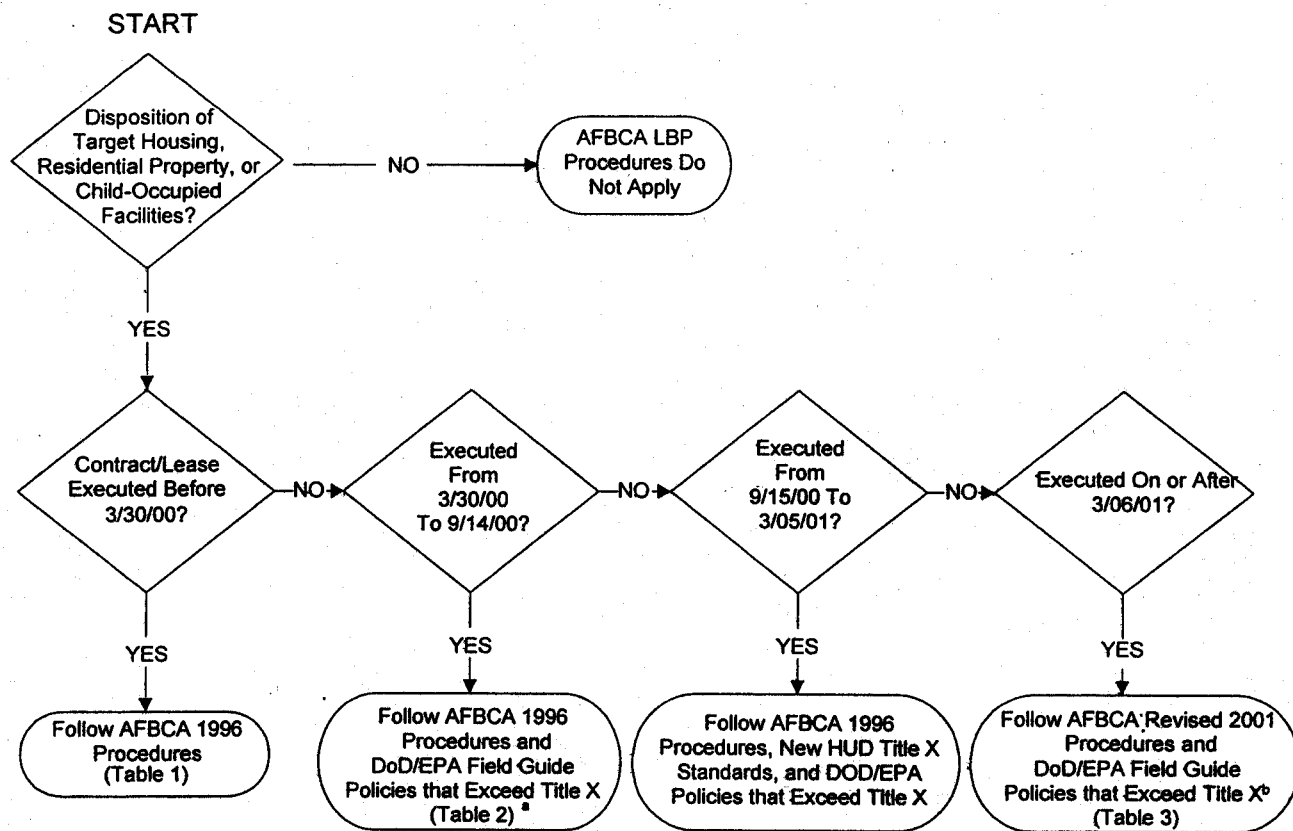 START
Disposition of
Target Housing,
Residential Property, or
Child-Occupied
Facilities?
NO
AFBCA LBP
Procedures Do
Not Apply
YES
Contract/Lease
Executed Before
3/30/00?
NO
Executed
From
3/30/00
To 9/14/00?
NO
Executed
From
9/15/00 To
3/05/01?
NO
Executed On or After
3/06/01?
YES
YES
YES
YES
Follow AFBCA 1996
Procedures
(Table 1)
Follow AFBCA 1996
Procedures and
DoD/EPA Field Guide
Policies that Exceed Title X
(Table 2) a
Follow AFBCA 1996
Procedures, New HUD Title X
Standards, and DOD/EPA
Policies that Exceed Title X
Follow AFBCA Revised 2001
Procedures and
DoD/EPA Field Guide
Policies that Exceed Title Xb
(Table 3)